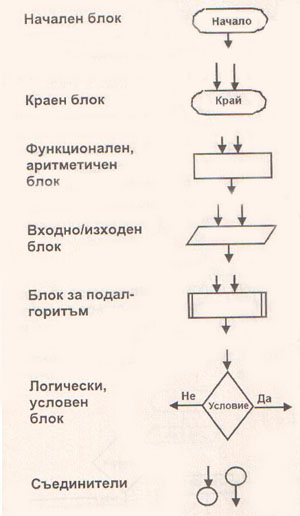 Начален блок
Начало
Краен блок
Край
Функционален,
аритметичен
блок
Входно/изходен
блок
Блок за подал-
горитъм
Логически,
условен
блок
Не
Условие
Да
Съединители